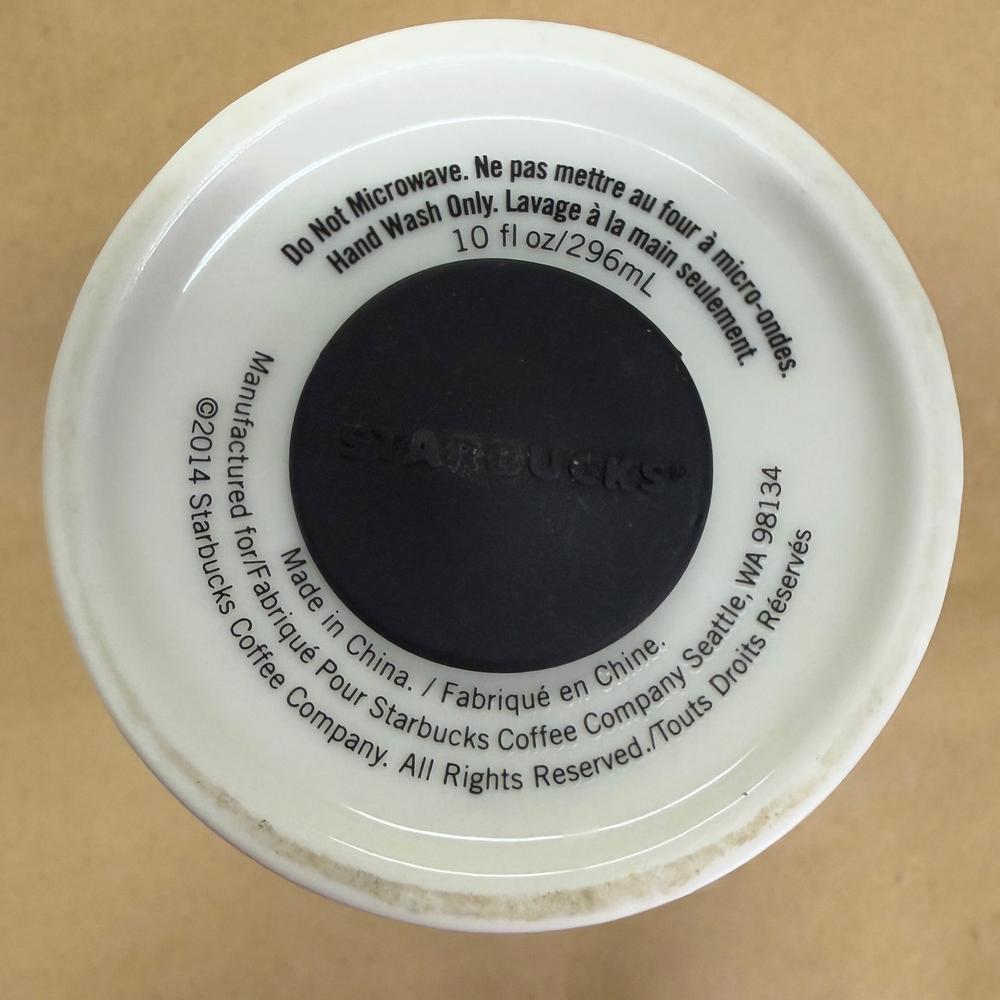 Do Not Microwave. Ne pas mettre au four à micro-ondes.
Hand Wash Only. Lavage à la main seulement.
10 fl oz/296mL
STARBUCKS®
Made in China. / Fabriqué en Chine.
Manufactured for/Fabriqué Pour Starbucks Coffee Company Seattle, WA 98134
©2014 Starbucks Coffee Company. All Rights Reserved./Touts Droits Réservés